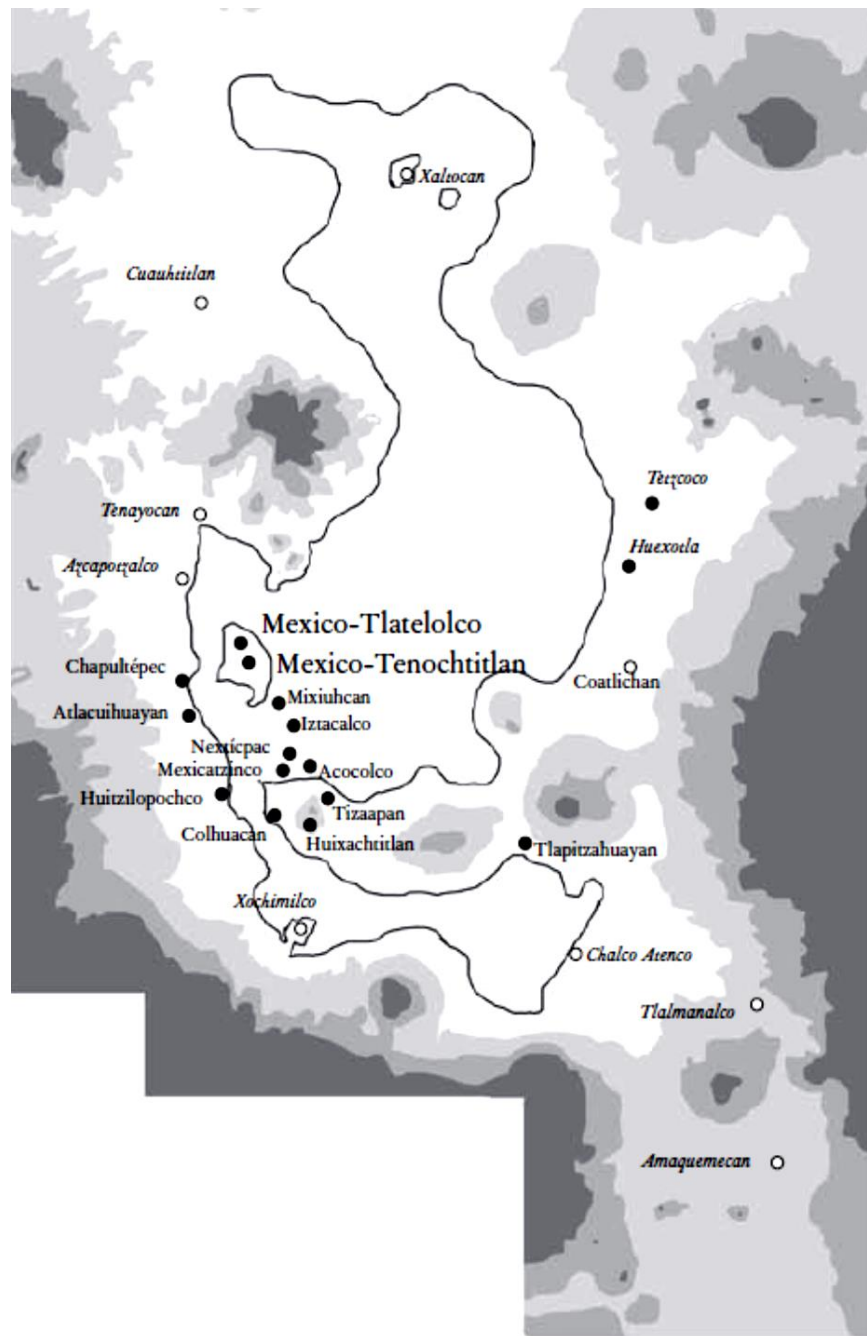 Xaltocan
Cuauhtitlan
Tetzcoco
Tenayocan
Huexotla
Azcapotzalco
Mexico-Tlatelolco
Mexico-Tenochtitlan
Chapultépec
Coatlichan
Mixiuhcan
Atlacuihuayan
Iztacalco
Nextícpac
Mexicatzinco
Acocolco
Huitzilopochco
Tizaapan
Colhuacan
Huixachtitlan
Tlapitzahuayan
Xochimilco
Chalco Atenco
Tlalmanalco
Amaquemecan